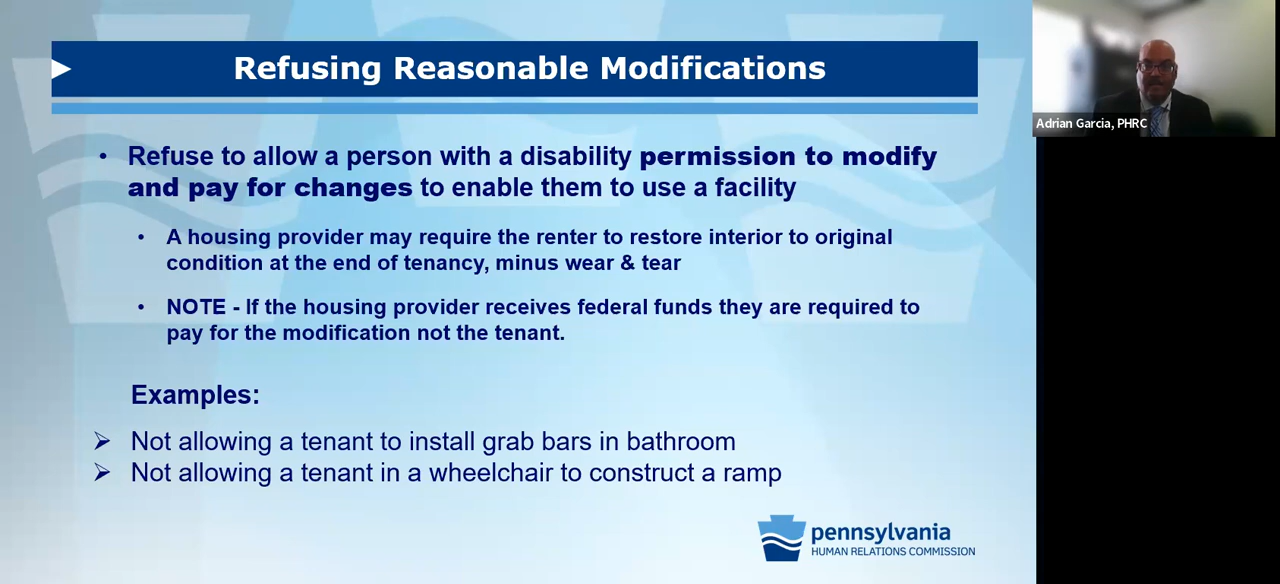 Refusing Reasonable Modifications
Adrian Garcia, PHRC
• Refuse to allow a person with a disability permission to modify
and pay for changes to enable them to use a facility
• A housing provider may require the renter to restore interior to original
condition at the end of tenancy, minus wear & tear
• NOTE - If the housing provider receives federal funds they are required to
pay for the modification not the tenant.
Examples:
➢ Not allowing a tenant to install grab bars in bathroom
➢ Not allowing a tenant in a wheelchair to construct a ramp
pennsylvania
HUMAN RELATIONS COMMISSION